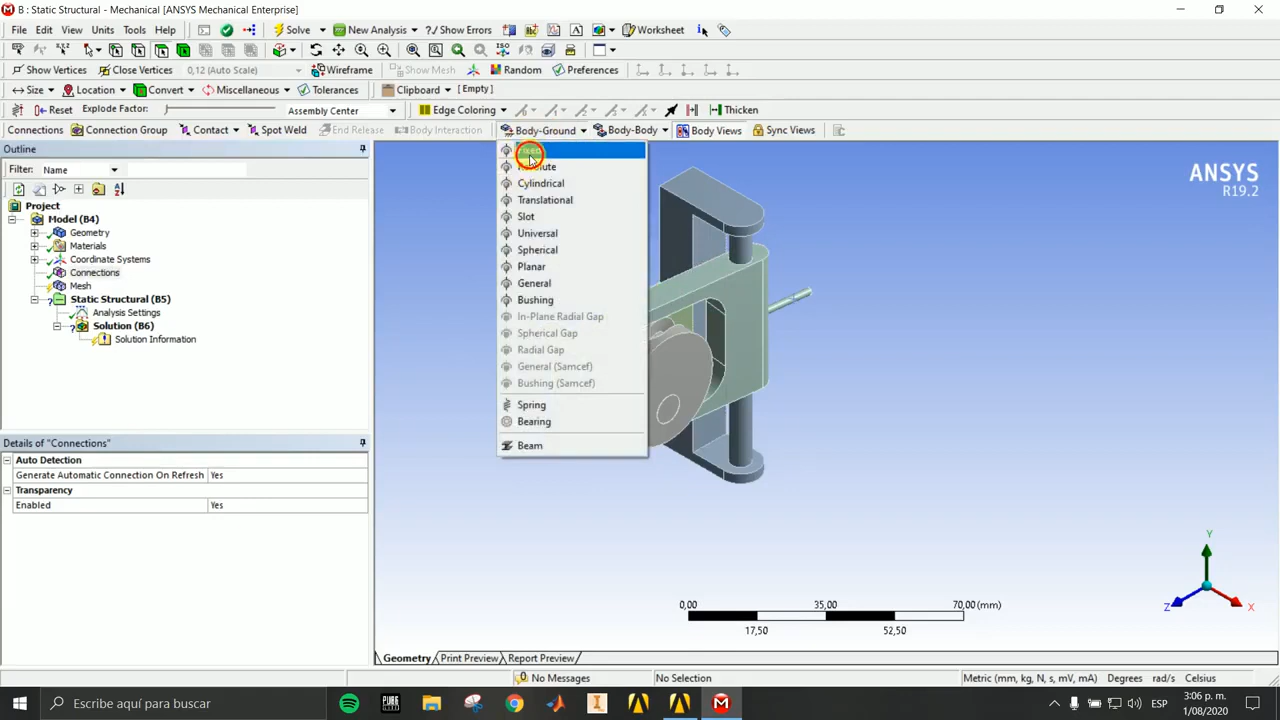 B : Static Structural - Mechanical [ANSYS Mechanical Enterprise]
File Edit View Units Tools Help Solve New Analysis Show Errors Worksheet
Show Vertices Close Vertices 0,12 (Auto Scale) Wireframe Show Mesh Random Preferences
Size Location Convert Miscellaneous Tolerances Clipboard [Empty]
Reset Explode Factor: Assembly Center Edge Coloring Thicken
Connections Connection Group Contact Spot Weld End Release Body Interaction Body-Ground Body-Body Body Views Sync Views
Outline
Filter: Name
Project
Model (B4)
Geometry
Materials
Coordinate Systems
Connections
Mesh
Static Structural (B5)
Analysis Settings
Solution (B6)
Solution Information
Details of "Connections"
Auto Detection
Generate Automatic Connection On Refresh Yes
Transparency
Enabled Yes
Cylindrical
Translational
Slot
Universal
Spherical
Planar
General
Bushing
In-Plane Radial Gap
Spherical Gap
Radial Gap
General (Samcef)
Bushing (Samcef)
Spring
Bearing
Beam
ANSYS
R19.2
Y
Z X
0,00 35,00 70,00 (mm)
17,50 52,50
Geometry Print Preview Report Preview
No Messages No Selection Metric (mm, kg, N, s, mV, mA) Degrees rad/s Celsius
Escribe aquí para buscar
ESP
3:06 p. m.
1/08/2020